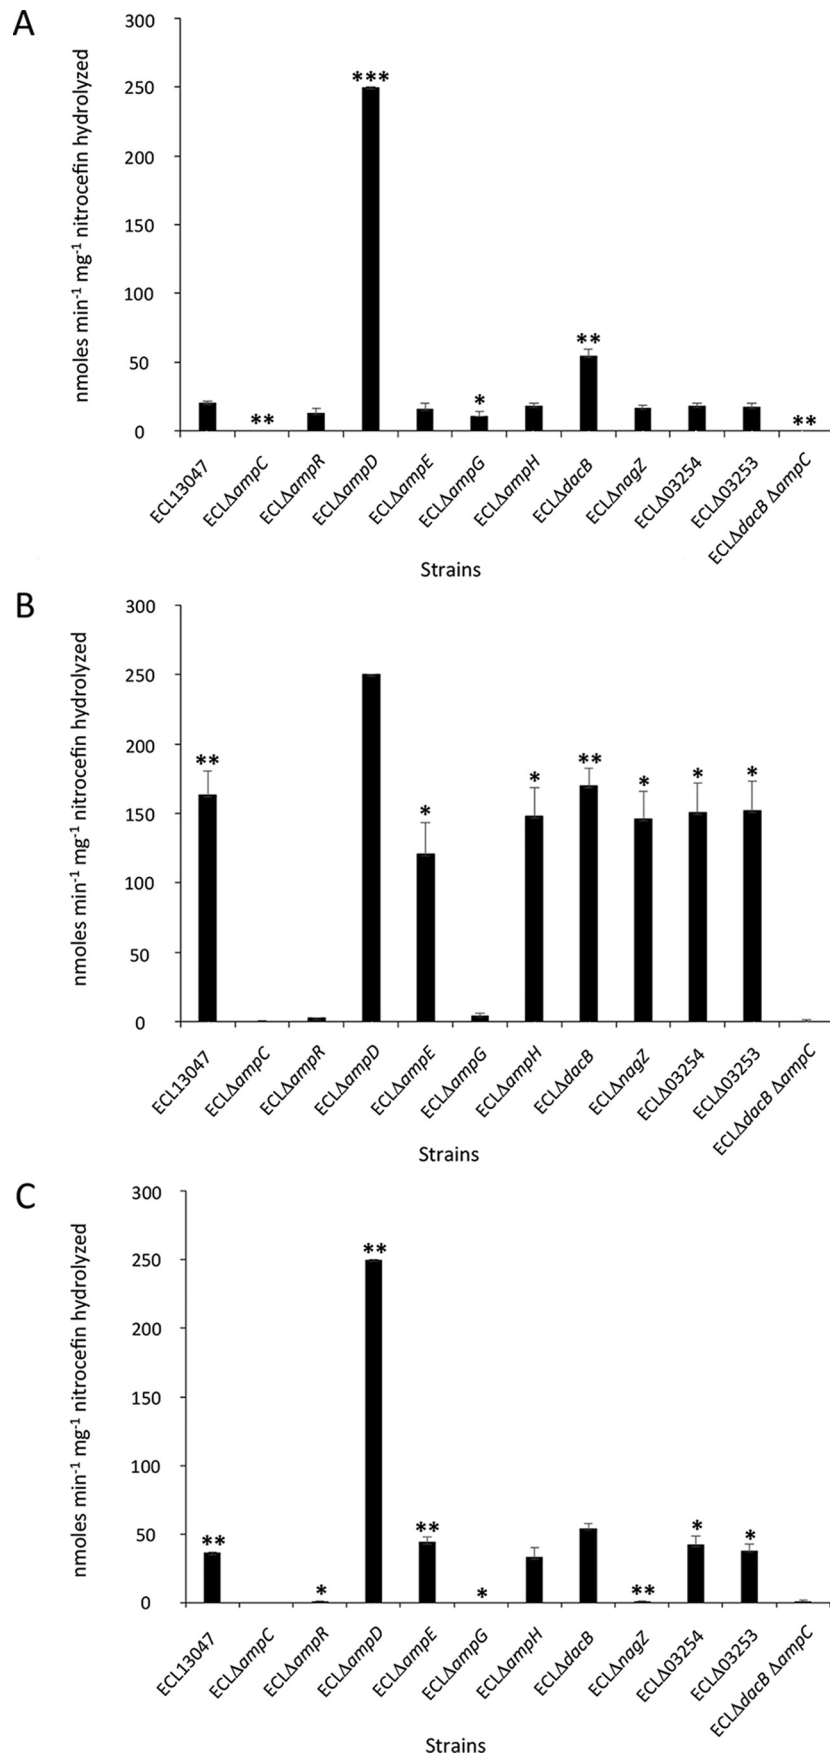 A
nmoles min-1 mg-1 nitrocefin hydrolyzed
300
250
200
150
100
50
0
***
**
*
**
**
ECL13047
ECLΔampC
ECLΔampR
ECLΔampD
ECLΔampE
ECLΔampG
ECLΔampH
ECLΔdacB
ECLΔnagZ
ECLΔ03254
ECLΔ03253
ECLΔdacB ΔampC
Strains
B
nmoles min-1 mg-1 nitrocefin hydrolyzed
300
250
200
150
100
50
0
**
*
*
**
*
*
*
ECL13047
ECLΔampC
ECLΔampR
ECLΔampD
ECLΔampE
ECLΔampG
ECLΔampH
ECLΔdacB
ECLΔnagZ
ECLΔ03254
ECLΔ03253
ECLΔdacB ΔampC
Strains
C
nmoles min-1 mg-1 nitrocefin hydrolyzed
300
250
200
150
100
50
0
**
*
**
**
*
**
*
*
ECL13047
ECLΔampC
ECLΔampR
ECLΔampD
ECLΔampE
ECLΔampG
ECLΔampH
ECLΔdacB
ECLΔnagZ
ECLΔ03254
ECLΔ03253
ECLΔdacB ΔampC
Strains